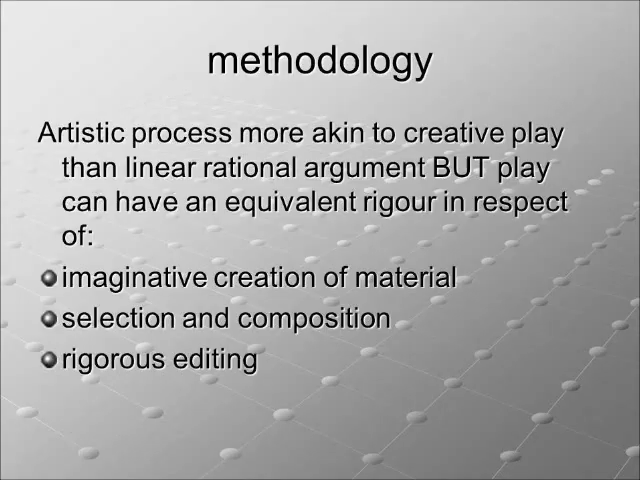 methodology
Artistic process more akin to creative play
than linear rational argument BUT play
can have an equivalent rigour in respect
of:
imaginative creation of material
selection and composition
rigorous editing